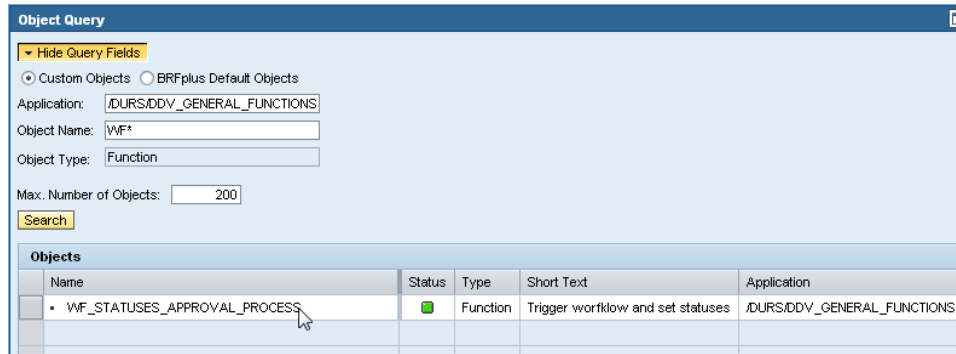 Object Query
Hide Query Fields
Custom Objects BRFplus Default Objects
Application: /DURS/DDV_GENERAL_FUNCTIONS
Object Name: WF*
Object Type: Function
Max. Number of Objects: 200
Search
Objects
Name Status Type Short Text Application
WF_STATUSES_APPROVAL_PROCESS Function Trigger worfklow and set statuses /DURS/DDV_GENERAL_FUNCTIONS